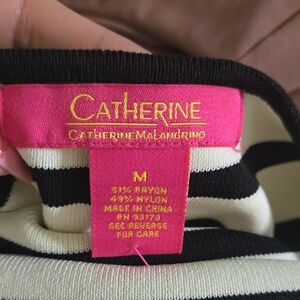 CATHERINE
CATHERINE MALANDRINO
M
51% RAYON
49% NYLON
MADE IN CHINA
RN 93173
SEE REVERSE
FOR CARE